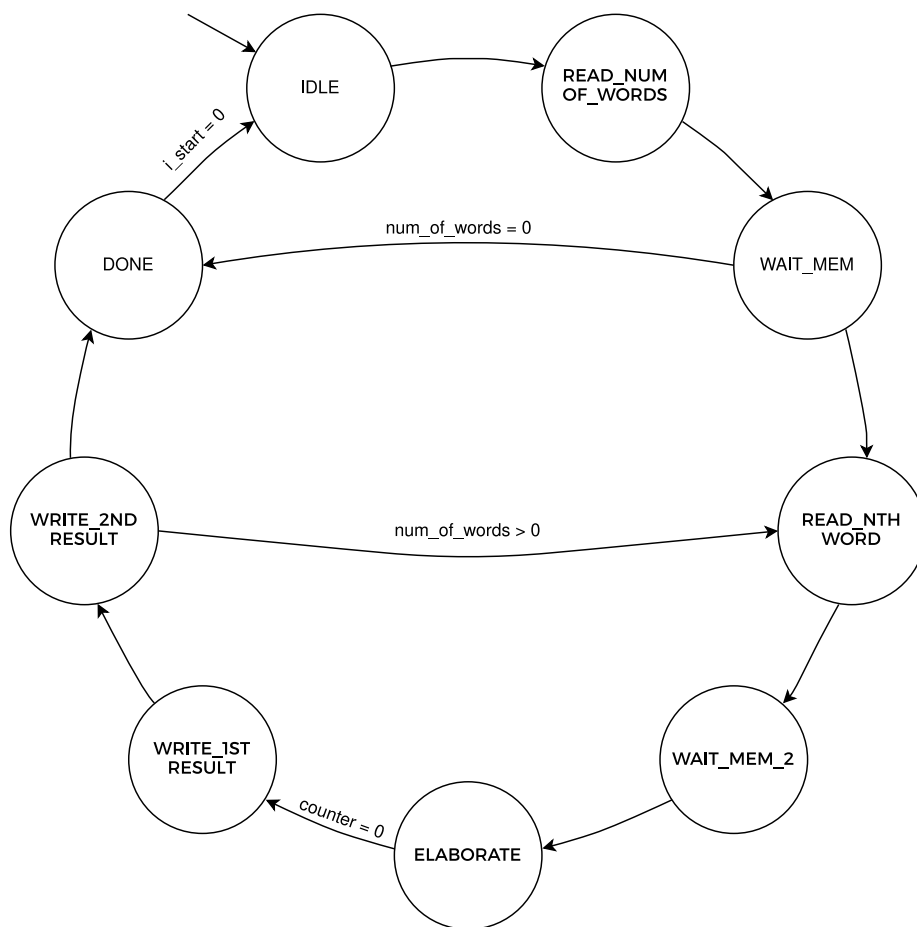 IDLE
READ_NUM
OF_WORDS
i_start = 0
num_of_words = 0
DONE
WAIT_MEM
WRITE_2ND
RESULT
num_of_words > 0
READ_NTH
WORD
WRITE_1ST
RESULT
WAIT_MEM_2
counter = 0
ELABORATE